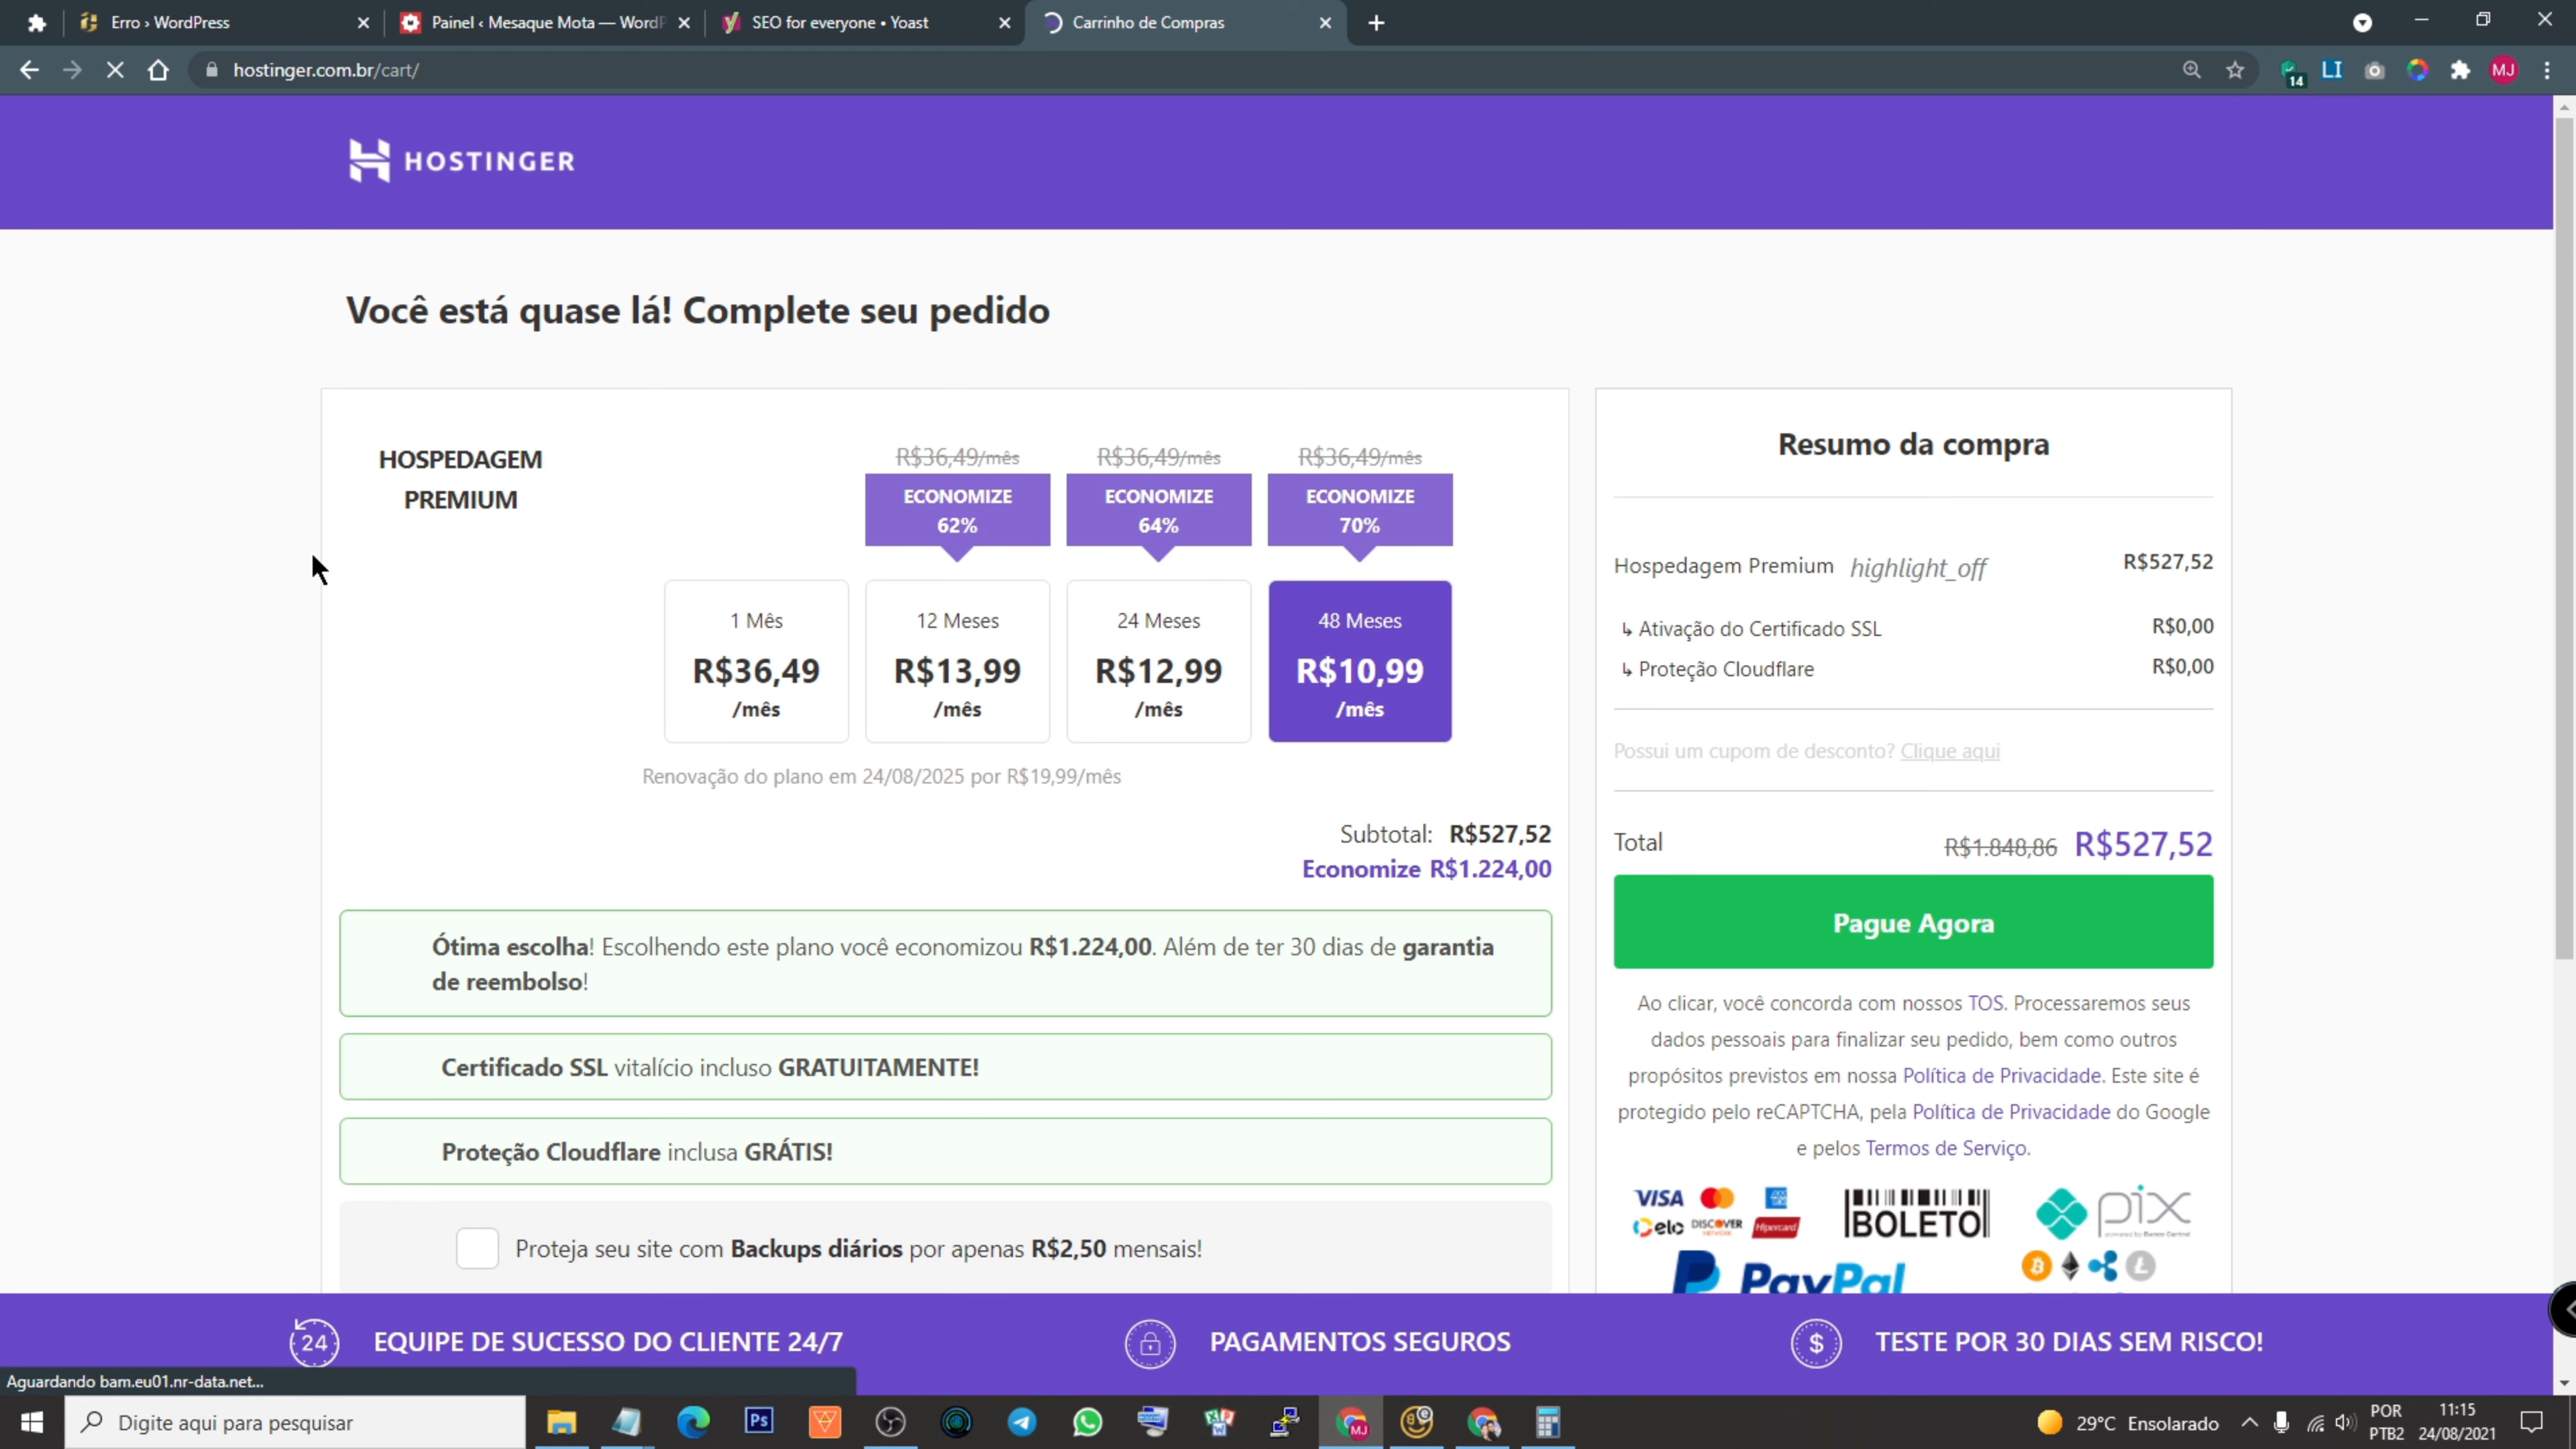 Erro › WordPress
Painel ‹ Mesaque Mota — WordP
SEO for everyone • Yoast
Carrinho de Compras
hostinger.com.br/cart/
14
LI
MJ
HOSTINGER
Você está quase lá! Complete seu pedido
HOSPEDAGEM
PREMIUM
R$36,49/mês
R$36,49/mês
R$36,49/mês
ECONOMIZE
62%
ECONOMIZE
64%
ECONOMIZE
70%
1 Mês
R$36,49
/mês
12 Meses
R$13,99
/mês
24 Meses
R$12,99
/mês
48 Meses
R$10,99
/mês
Renovação do plano em 24/08/2025 por R$19,99/mês
Subtotal: R$527,52
Economize R$1.224,00
Ótima escolha! Escolhendo este plano você economizou R$1.224,00. Além de ter 30 dias de garantia
de reembolso!
Certificado SSL vitalício incluso GRATUITAMENTE!
Proteção Cloudflare inclusa GRÁTIS!
Proteja seu site com Backups diários por apenas R$2,50 mensais!
Resumo da compra
Hospedagem Premium highlight_off R$527,52
↳ Ativação do Certificado SSL R$0,00
↳ Proteção Cloudflare R$0,00
Possui um cupom de desconto? Clique aqui
Total R$1.848,86 R$527,52
Pague Agora
Ao clicar, você concorda com nossos TOS. Processaremos seus
dados pessoais para finalizar seu pedido, bem como outros
propósitos previstos em nossa Política de Privacidade. Este site é
protegido pelo reCAPTCHA, pela Política de Privacidade do Google
e pelos Termos de Serviço.
VISA
elo DISCOVER Hipercard
BOLETO
pix
powered by Banco Central
PayPal
24 EQUIPE DE SUCESSO DO CLIENTE 24/7
PAGAMENTOS SEGUROS
$ TESTE POR 30 DIAS SEM RISCO!
Aguardando bam.eu01.nr-data.net...
Digite aqui para pesquisar
Ps
MJ
29°C Ensolarado
POR
PTB2
11:15
24/08/2021